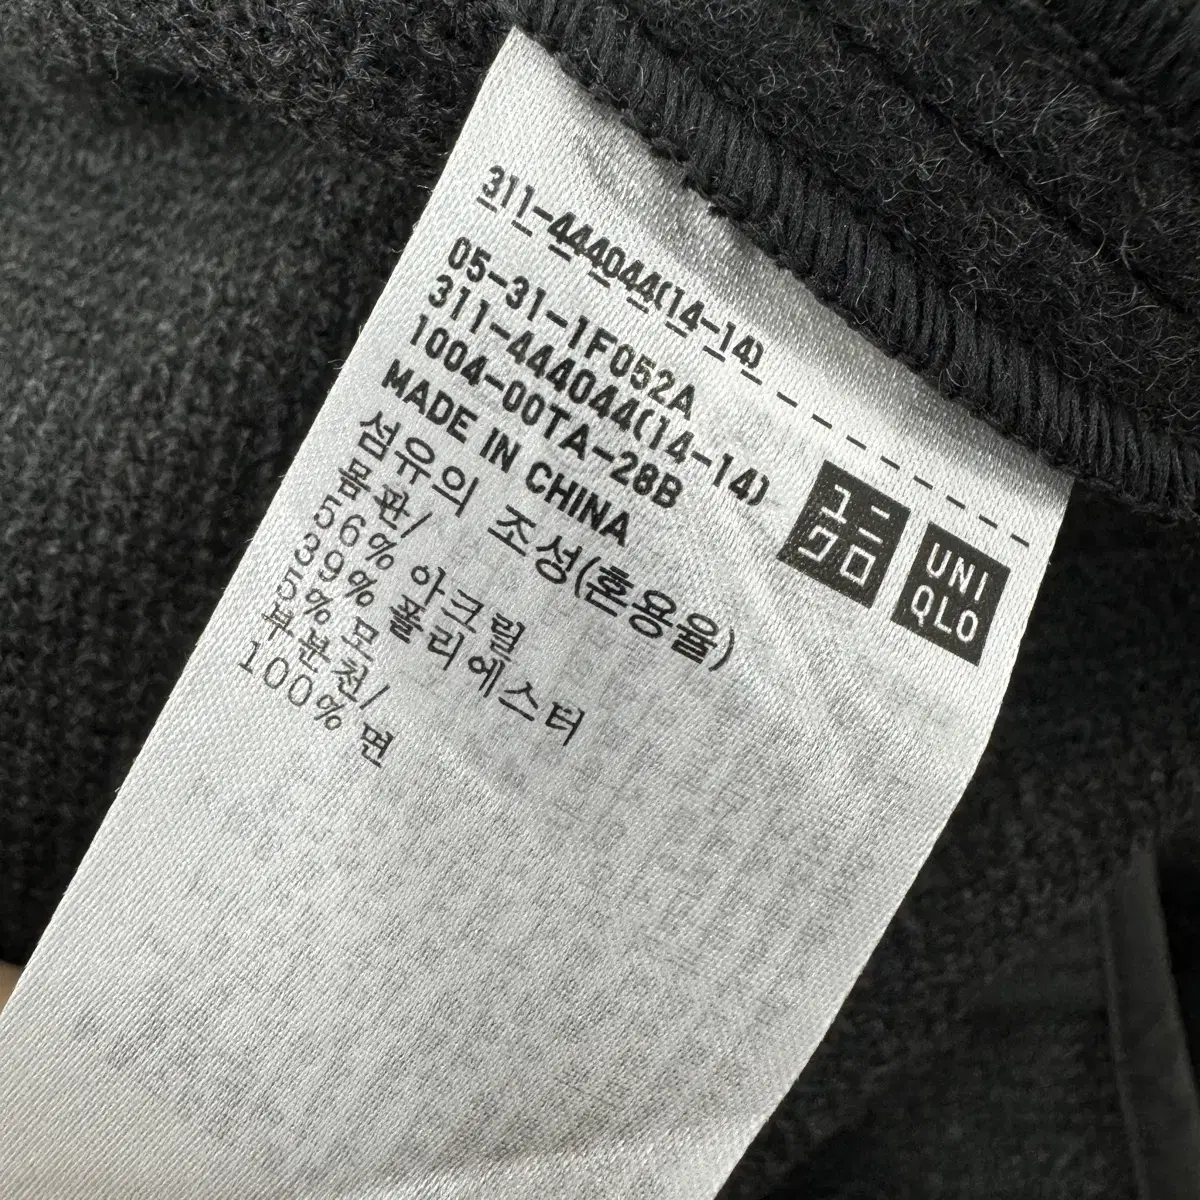 311-444044(14-14)
05-31-1F052A
311-444044(14-14)
1004-00TA-28B
MADE IN CHINA
섬유의 조성(혼용율)
몸판/
56% 아크릴
39% 폴리에스터
5% 모
부분천/
100% 면
ユニ
クロ
UNI
QLO